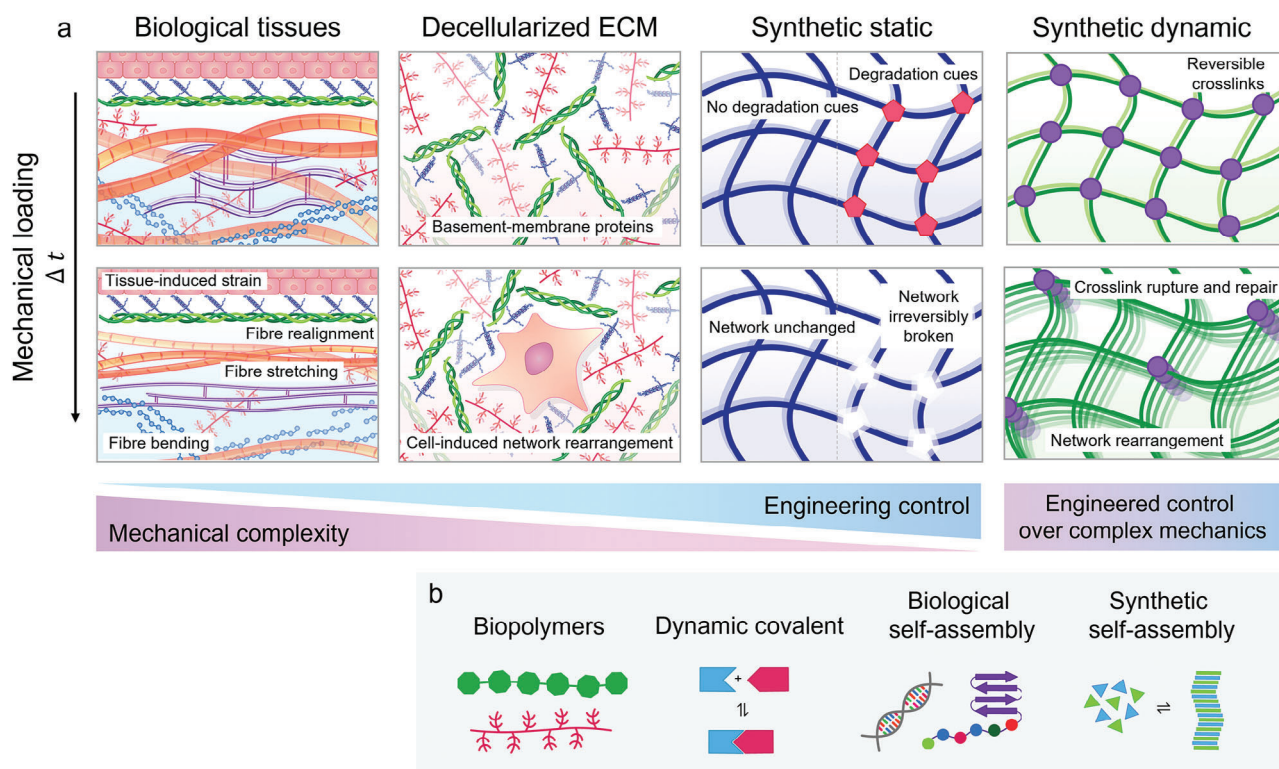 a
Biological tissues
Decellularized ECM
Synthetic static
Synthetic dynamic
Mechanical loading
Δt
Basement-membrane proteins
No degradation cues
Degradation cues
Reversible
crosslinks
Tissue-induced strain
Fibre realignment
Fibre stretching
Fibre bending
Cell-induced network rearrangement
Network unchanged
Network
irreversibly
broken
Crosslink rupture and repair
Network rearrangement
Mechanical complexity
Engineering control
Engineered control
over complex mechanics
b
Biopolymers
Dynamic covalent
+
⇌
Biological
self-assembly
Synthetic
self-assembly
⇌